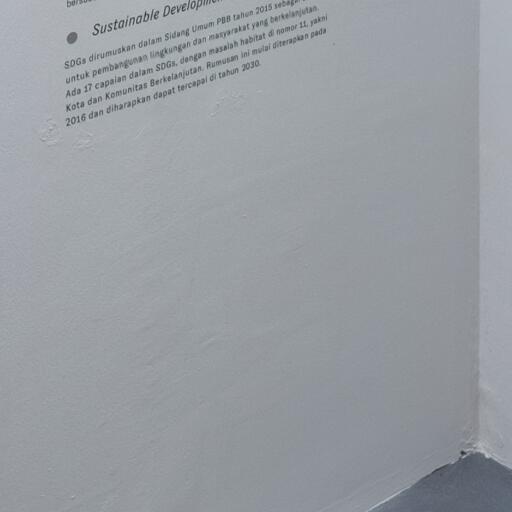 Sustainable
SDGs dirumuskan dalam Sidang Umum PBB tahun 2015
untuk pembangunan lingkungan dan masyarakat yang berkelanjutan.
Ada 17 capaian dalam SDGs, dengan masalah habitat di nomor 11, yakni
Kota dan Komunitas Berkelanjutan. Rumusan ini mulai diterapkan pada
2016 dan diharapkan dapat tercapai di tahun 2030.